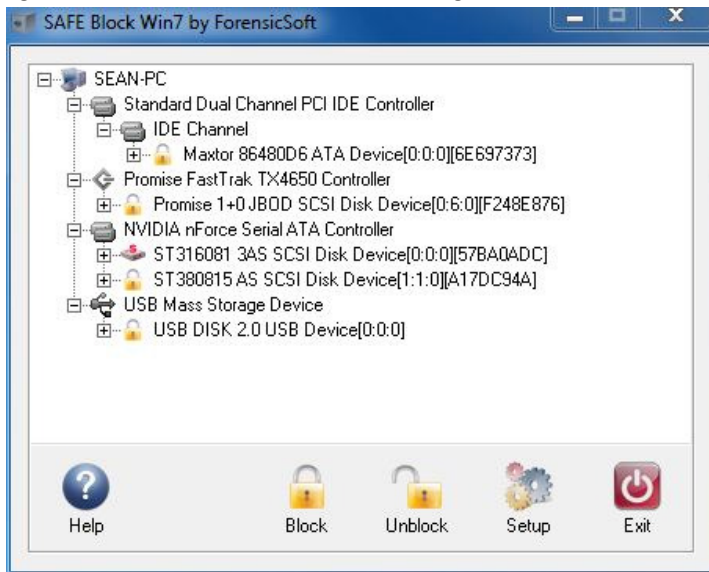 SAFE Block Win7 by ForensicSoft
SEAN-PC
Standard Dual Channel PCI IDE Controller
IDE Channel
Maxtor 86480D6 ATA Device[0:0:0][6E697373]
Promise FastTrak TX4650 Controller
Promise 1+0 JBOD SCSI Disk Device[0:6:0][F248E876]
NVIDIA nForce Serial ATA Controller
ST316081 3AS SCSI Disk Device[0:0:0][57BA0ADC]
ST380815 AS SCSI Disk Device[1:1:0][A17DC94A]
USB Mass Storage Device
USB DISK 2.0 USB Device[0:0:0]
Help Block Unblock Setup Exit